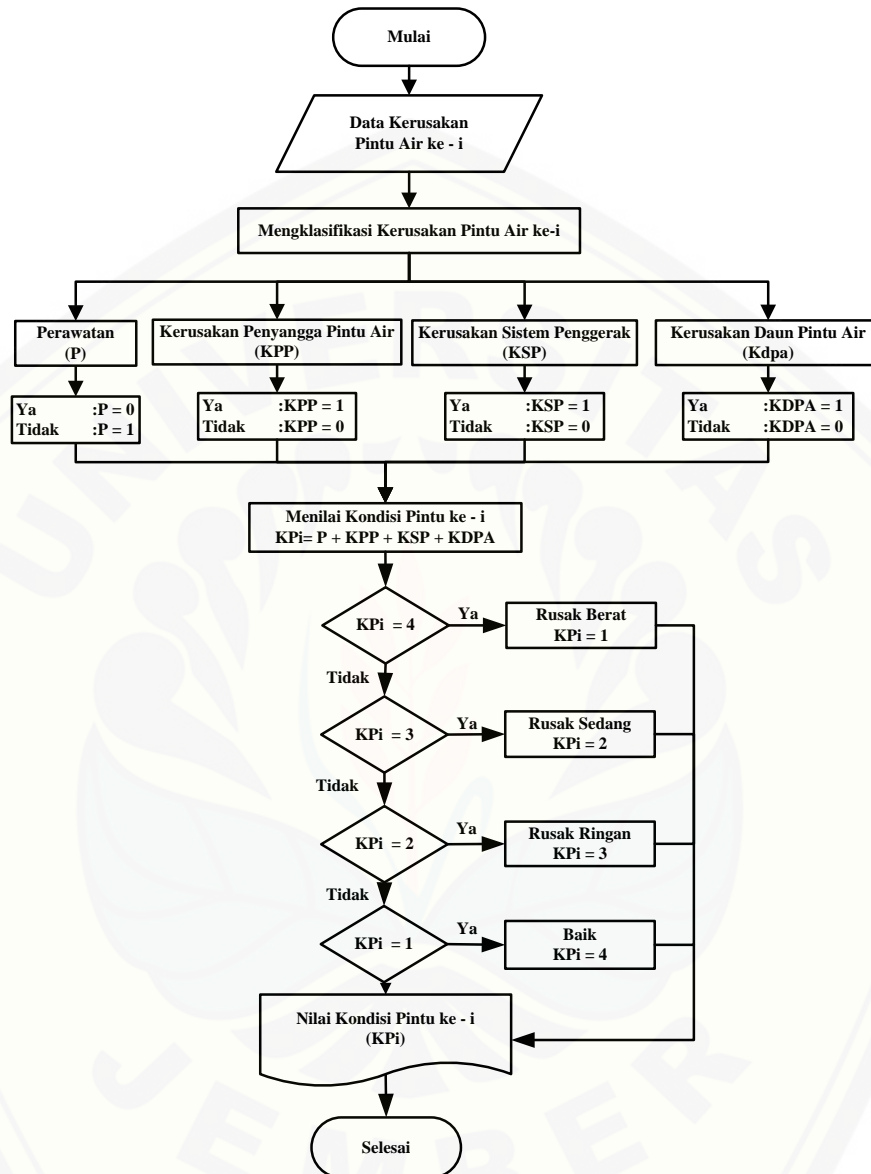 Mulai
Data Kerusakan
Pintu Air ke - i
Mengklasifikasi Kerusakan Pintu Air ke-i
Perawatan
(P)
Kerusakan Penyangga Pintu Air
(KPP)
Kerusakan Sistem Penggerak
(KSP)
Kerusakan Daun Pintu Air
(Kdpa)
Ya :P = 0
Tidak :P = 1
Ya :KPP = 1
Tidak :KPP = 0
Ya :KSP = 1
Tidak :KSP = 0
Ya :KDPA = 1
Tidak :KDPA = 0
Menilai Kondisi Pintu ke - i
KPi= P + KPP + KSP + KDPA
KPi = 4
Ya
Rusak Berat
KPi = 1
Tidak
KPi = 3
Ya
Rusak Sedang
KPi = 2
Tidak
KPi = 2
Ya
Rusak Ringan
KPi = 3
Tidak
KPi = 1
Ya
Baik
KPi = 4
Nilai Kondisi Pintu ke - i
(KPi)
Selesai
UNIVERSITAS
JEMBER